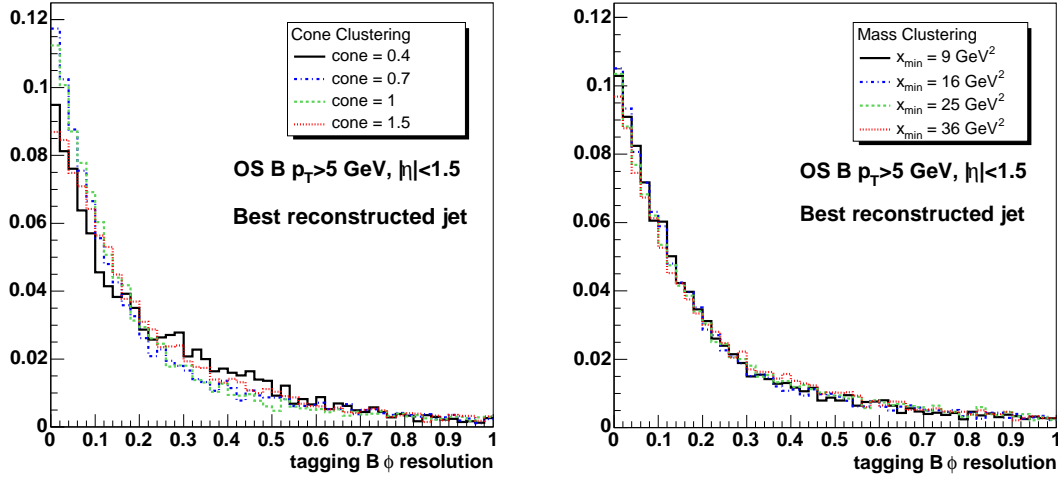 0.12
0.1
0.08
0.06
0.04
0.02
0
Cone Clustering
cone = 0.4
cone = 0.7
cone = 1
cone = 1.5
OS B p_T>5 GeV, |η|<1.5
Best reconstructed jet
0 0.1 0.2 0.3 0.4 0.5 0.6 0.7 0.8 0.9 1
tagging B ϕ resolution
0.12
0.1
0.08
0.06
0.04
0.02
0
Mass Clustering
x_min = 9 GeV²
x_min = 16 GeV²
x_min = 25 GeV²
x_min = 36 GeV²
OS B p_T>5 GeV, |η|<1.5
Best reconstructed jet
0 0.1 0.2 0.3 0.4 0.5 0.6 0.7 0.8 0.9 1
tagging B ϕ resolution